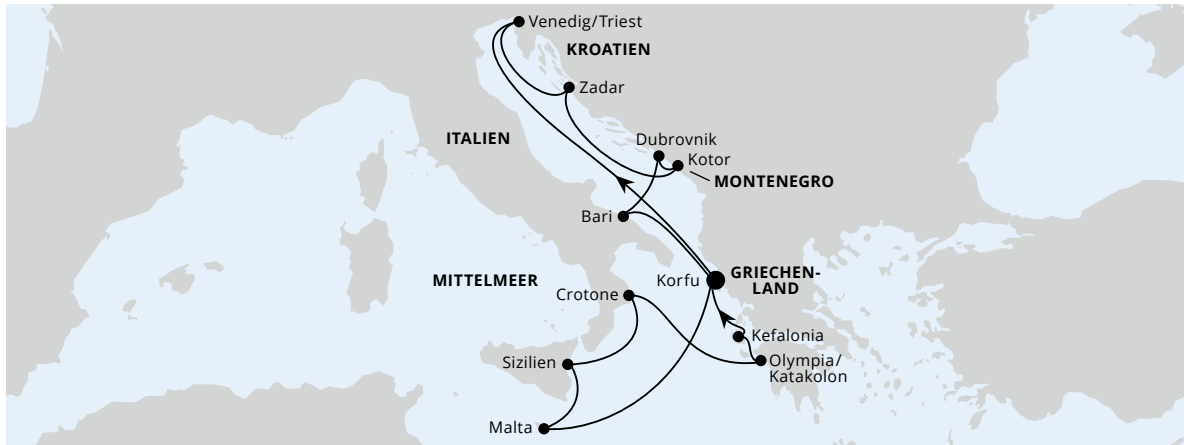 Venedig/Triest
KROATIEN
Zadar
ITALIEN
Dubrovnik
Kotor
MONTENEGRO
Bari
MITTELMEER
Korfu
GRIECHEN-
LAND
Crotone
Kefalonia
Sizilien
Olympia/
Katakolon
Malta